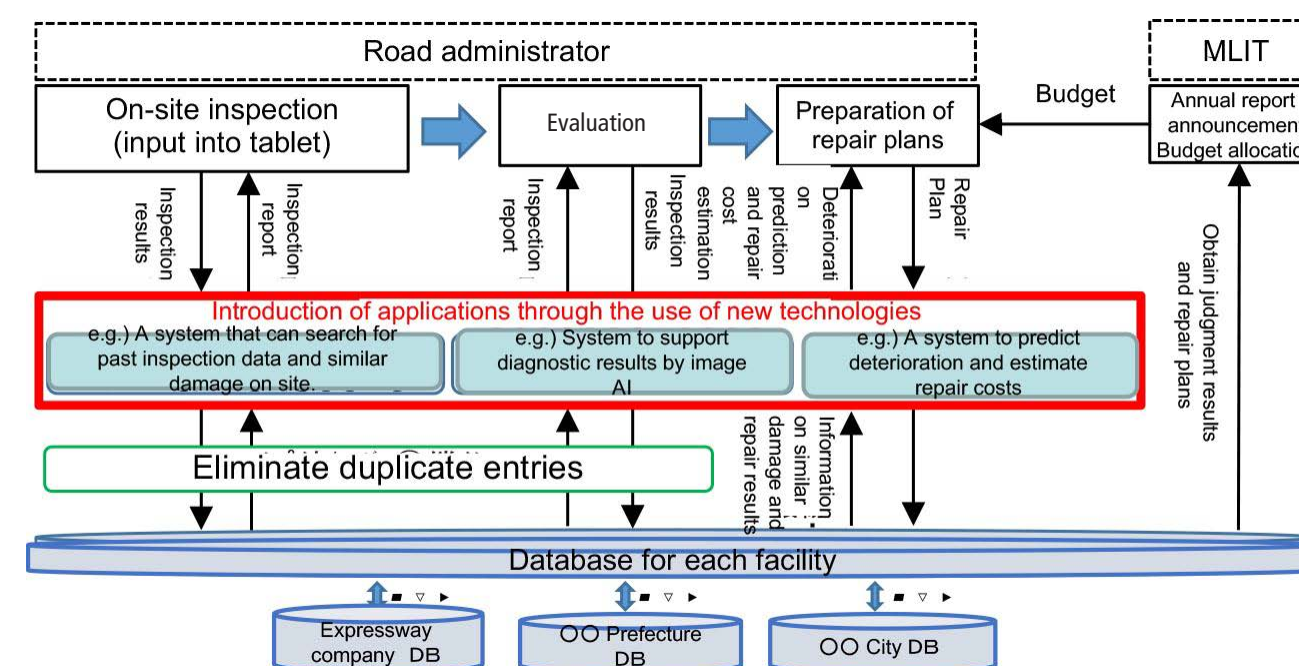 Road administrator
MLIT
On-site inspection
(input into tablet)
Evaluation
Preparation of
repair plans
Budget
Annual report
announcement
Budget
Inspection
results
Inspection
report
Inspection
report
Inspection
results
Deteriorati
on
prediction
and repair
cost
estimation
Repair
Plan
Obtain judgment results
and repair plans
Introduction of applications through the use of new technologies
e.g.) A system that can search for
past inspection data and similar
damage on site.
e.g.) System to support
diagnostic results by image
AI
e.g.) A system to predict
deterioration and estimate
repair costs
Eliminate duplicate entries
Information
on similar
damage and
repair results
Database for each facility
Expressway
company DB
〇〇 Prefecture
DB
〇〇 City DB